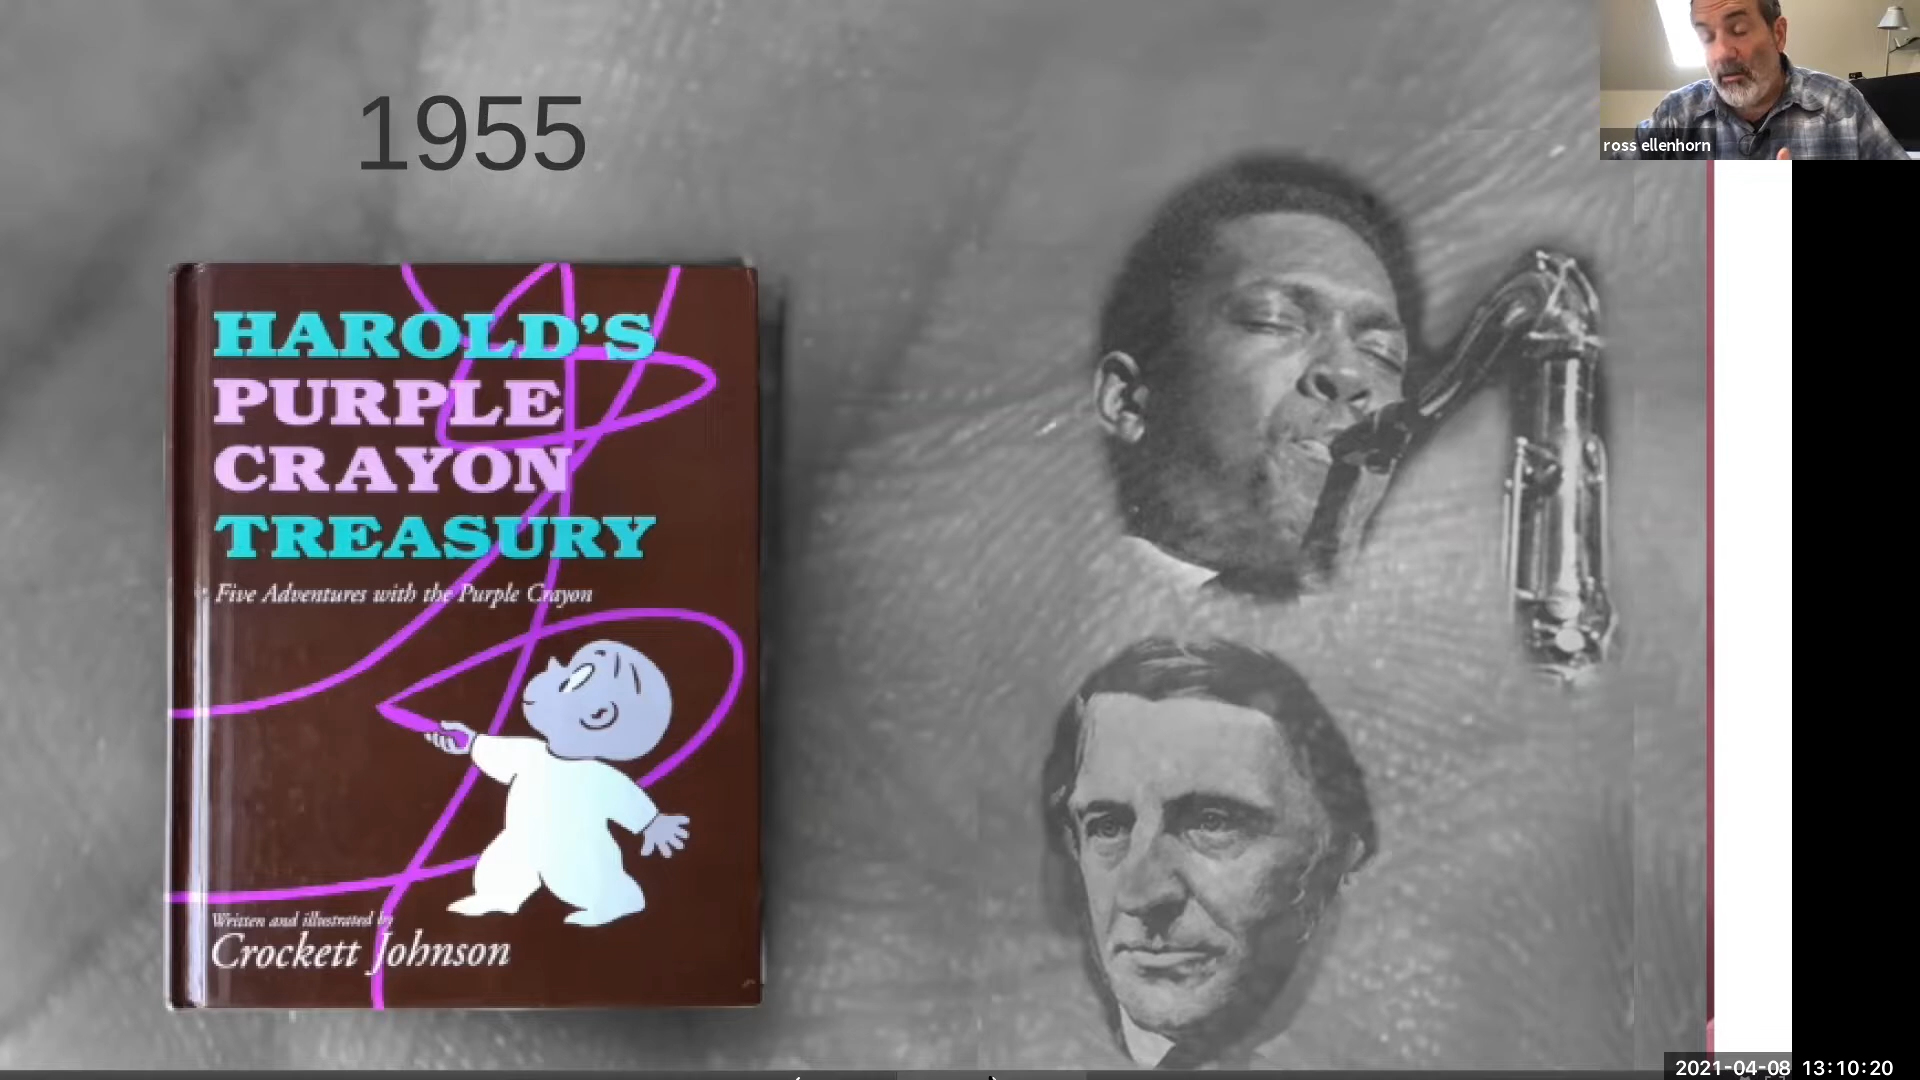 1955
HAROLD'S
PURPLE
CRAYON
TREASURY
Five Adventures with the Purple Crayon
Written and illustrated by
Crockett Johnson
ross ellenhorn
2021-04-08 13:10:20